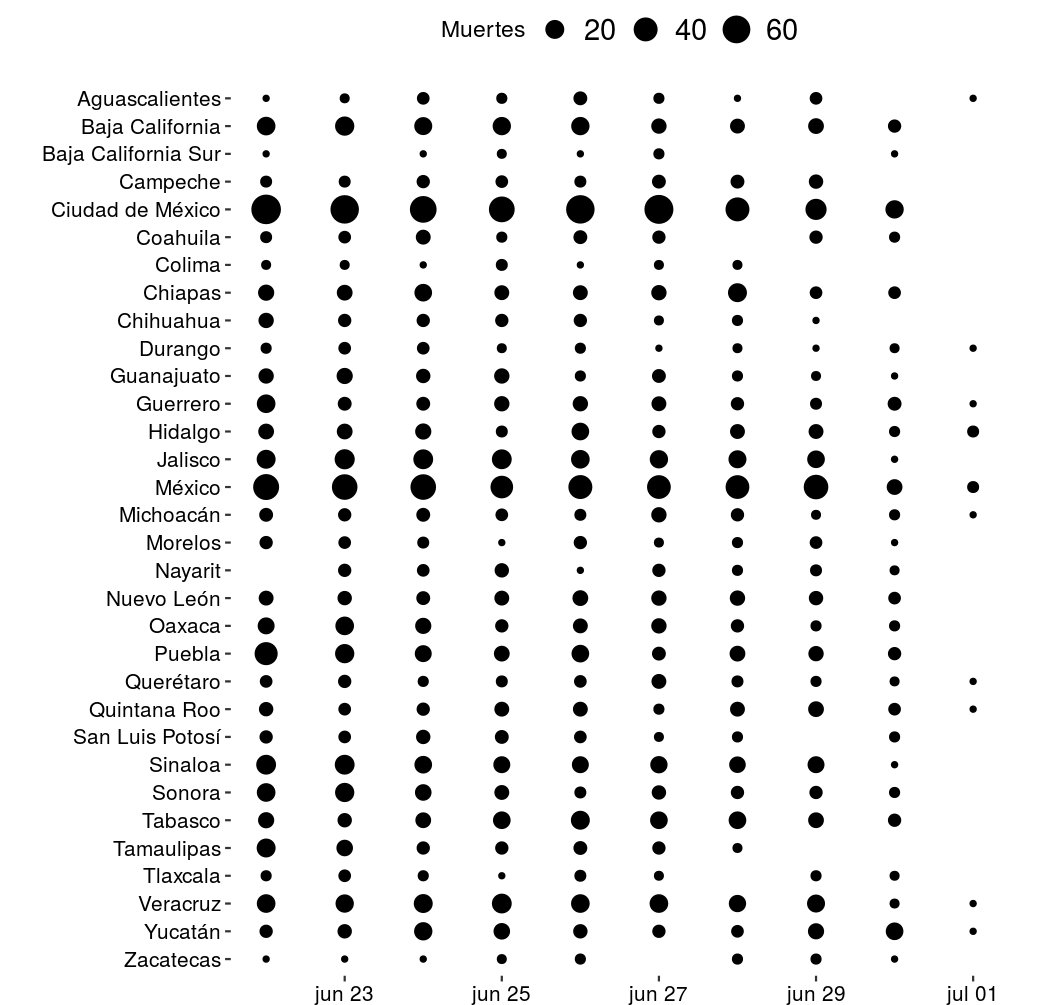 Muertes 20 40 60
Aguascalientes
Baja California
Baja California Sur
Campeche
Ciudad de México
Coahuila
Colima
Chiapas
Chihuahua
Durango
Guanajuato
Guerrero
Hidalgo
Jalisco
México
Michoacán
Morelos
Nayarit
Nuevo León
Oaxaca
Puebla
Querétaro
Quintana Roo
San Luis Potosí
Sinaloa
Sonora
Tabasco
Tamaulipas
Tlaxcala
Veracruz
Yucatán
Zacatecas
jun 23 jun 25 jun 27 jun 29 jul 01